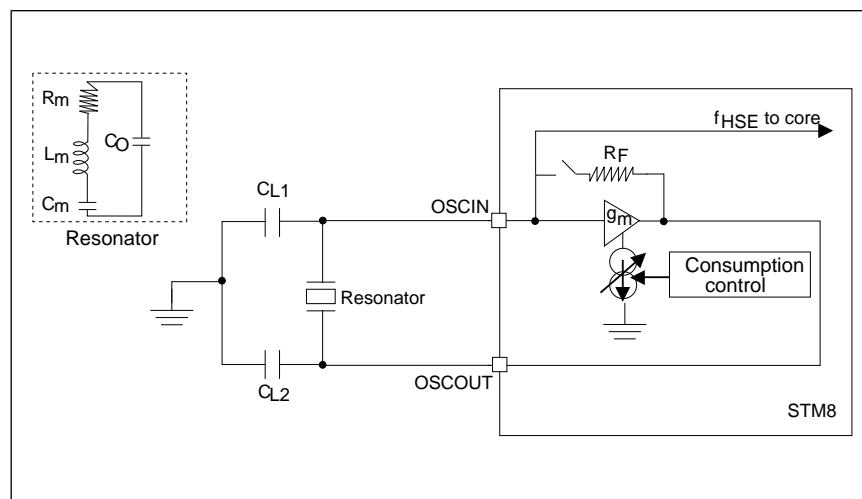 Rm
Lm
Cm
CO
Resonator
CL1
Resonator
CL2
OSCIN
OSCOUT
fHSE to core
RF
gm
Consumption
control
STM8